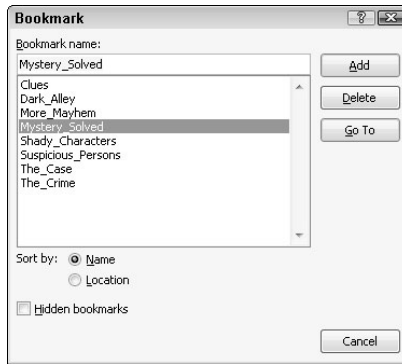 Bookmark
Bookmark name:
Mystery_Solved
Add
Clues
Dark_Alley
More_Mayhem
Mystery_Solved
Shady_Characters
Suspicious_Persons
The_Case
The_Crime
Delete
Go To
Sort by: Name
Location
Hidden bookmarks
Cancel